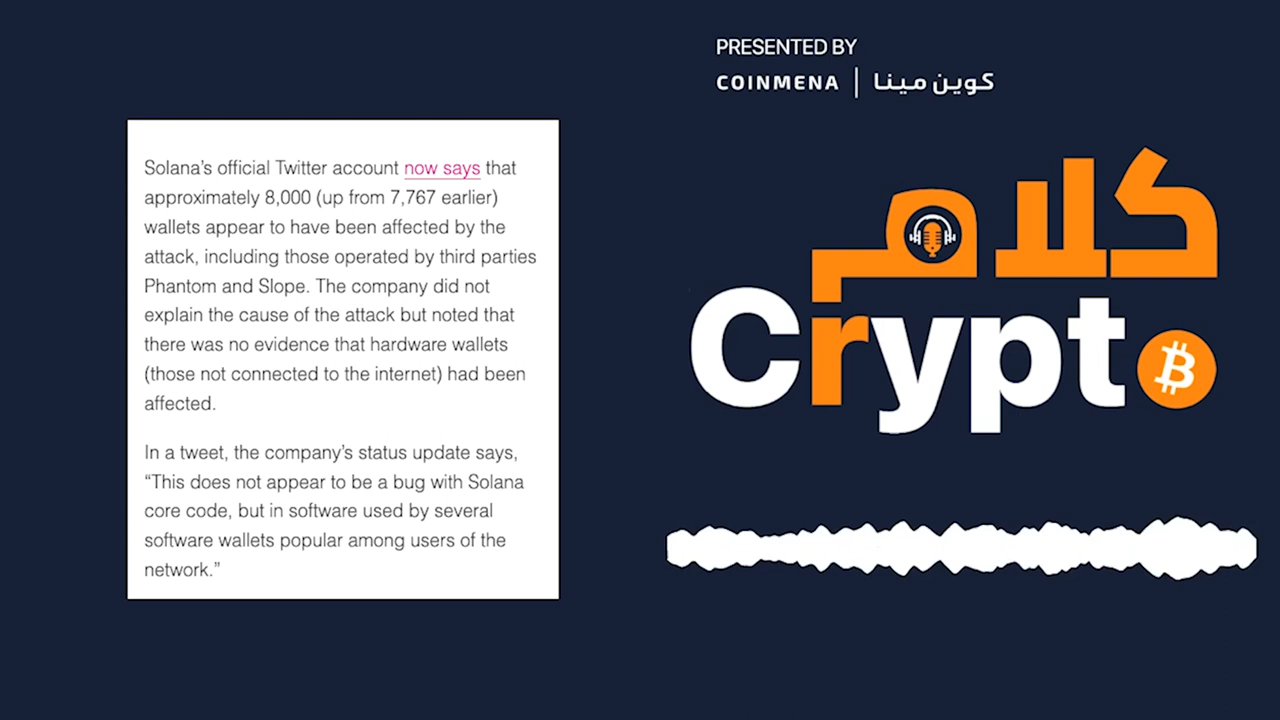 PRESENTED BY
COINMENA | كوين مينا
كلام
Crypto
Solana’s official Twitter account now says that
approximately 8,000 (up from 7,767 earlier)
wallets appear to have been affected by the
attack, including those operated by third parties
Phantom and Slope. The company did not
explain the cause of the attack but noted that
there was no evidence that hardware wallets
(those not connected to the internet) had been
affected.
In a tweet, the company’s status update says,
“This does not appear to be a bug with Solana
core code, but in software used by several
software wallets popular among users of the
network.”